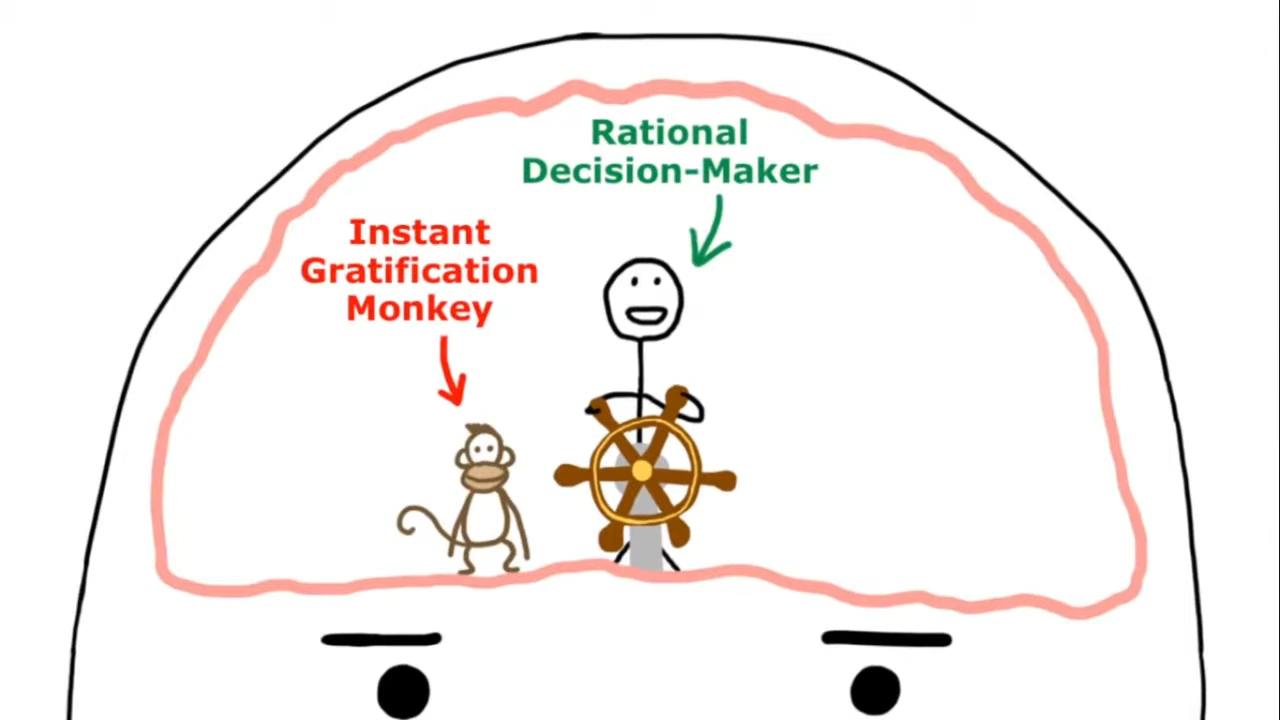 Rational
Decision-Maker
Instant
Gratification
Monkey